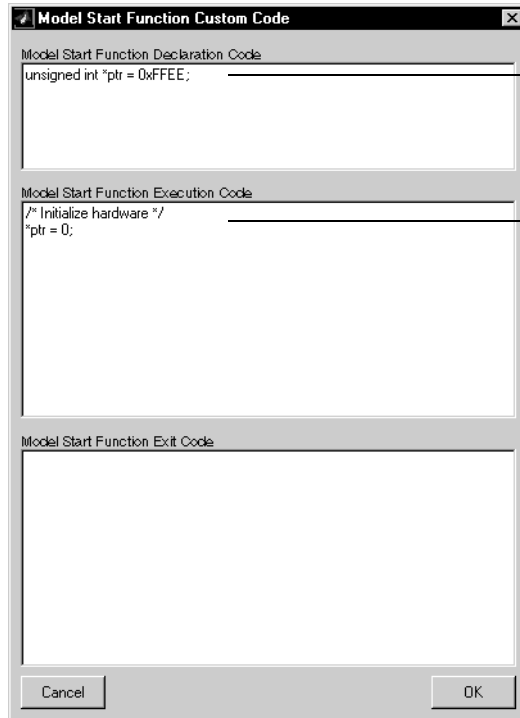 Model Start Function Custom Code
Model Start Function Declaration Code
unsigned int *ptr = 0xFFEE;
Model Start Function Execution Code
/* Initialize hardware */
*ptr = 0;
Model Start Function Exit Code
Cancel
OK